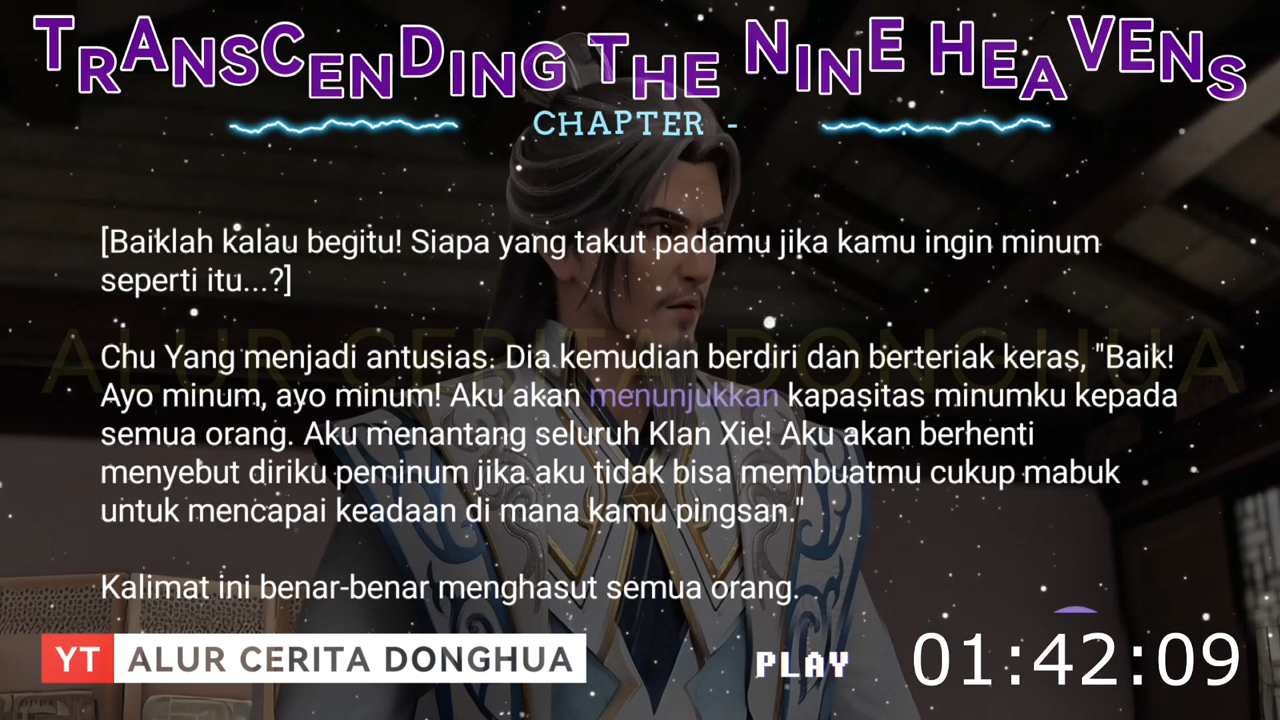 TRANSCENDING THE NINE HEAVENS
CHAPTER -
[Baiklah kalau begitu! Siapa yang takut padamu jika kamu ingin minum
seperti itu...?]
ALUR CERITA DONGHUA
Chu Yang menjadi antusias. Dia kemudian berdiri dan berteriak keras, "Baik!
Ayo minum, ayo minum! Aku akan menunjukkan kapasitas minumku kepada
semua orang. Aku menantang seluruh Klan Xie! Aku akan berhenti
menyebut diriku peminum jika aku tidak bisa membuatmu cukup mabuk
untuk mencapai keadaan di mana kamu pingsan."
Kalimat ini benar-benar menghasut semua orang.
YT ALUR CERITA DONGHUA
PLAY 01:42:09